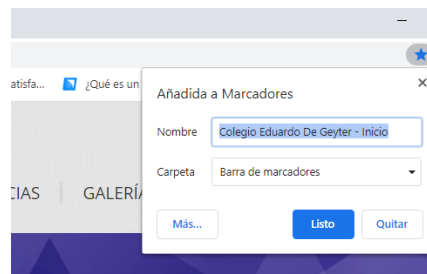 atisfa... ¿Qué es un
Añadida a Marcadores
Nombre Colegio Eduardo De Geyter - Inicio
Carpeta Barra de marcadores
CIAS GALERÍA
Más... Listo Quitar